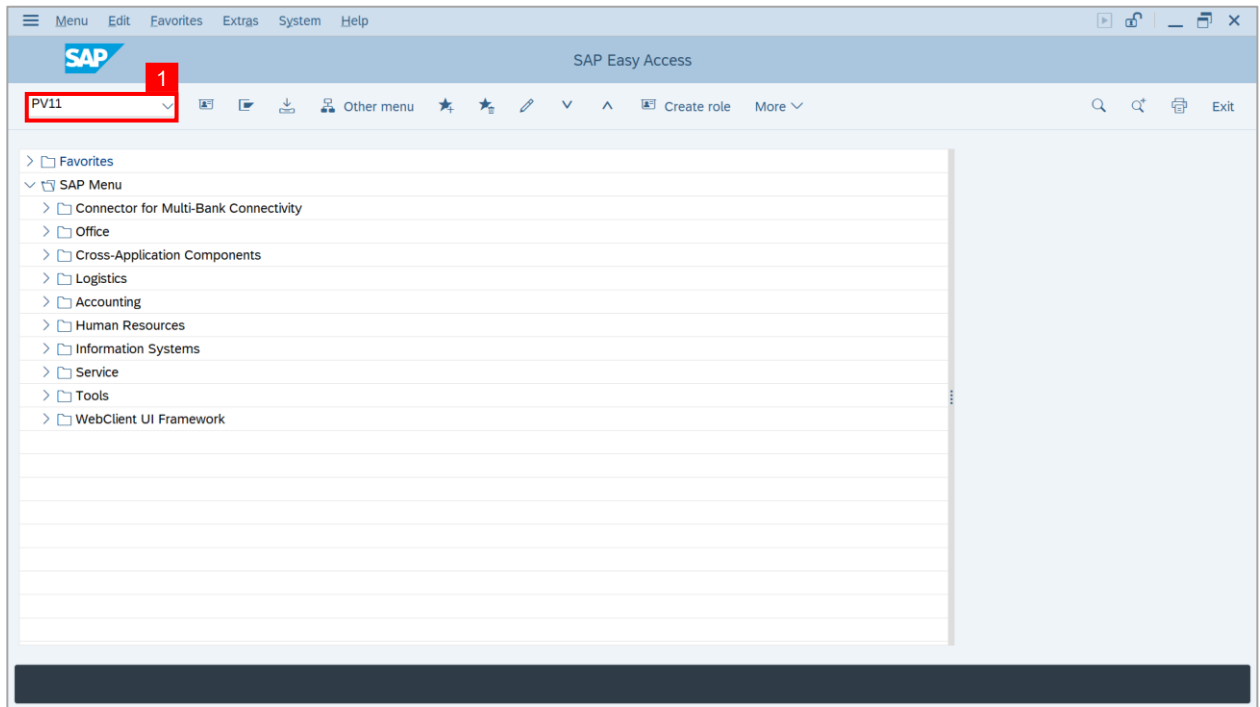 Menu Edit Favorites Extras System Help
SAP SAP Easy Access
1
PV11 Other menu Create role More Exit
Favorites
SAP Menu
Connector for Multi-Bank Connectivity
Office
Cross-Application Components
Logistics
Accounting
Human Resources
Information Systems
Service
Tools
WebClient UI Framework